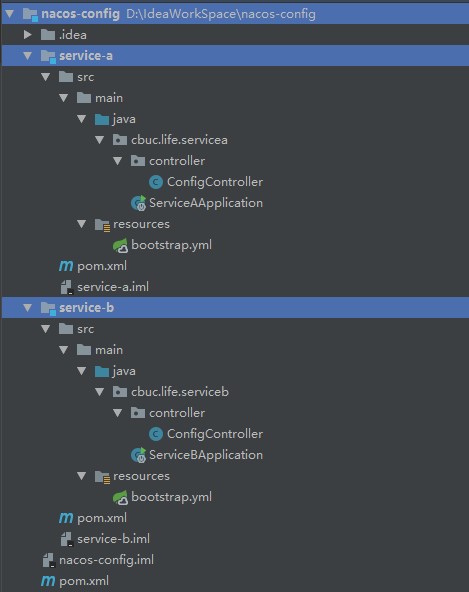 nacos-config D:\IdeaWorkSpace\nacos-config
.idea
service-a
src
main
java
cbuc.life.servicea
controller
ConfigController
ServiceAApplication
resources
bootstrap.yml
pom.xml
service-a.iml
service-b
src
main
java
cbuc.life.serviceb
controller
ConfigController
ServiceBApplication
resources
bootstrap.yml
pom.xml
service-b.iml
nacos-config.iml
pom.xml